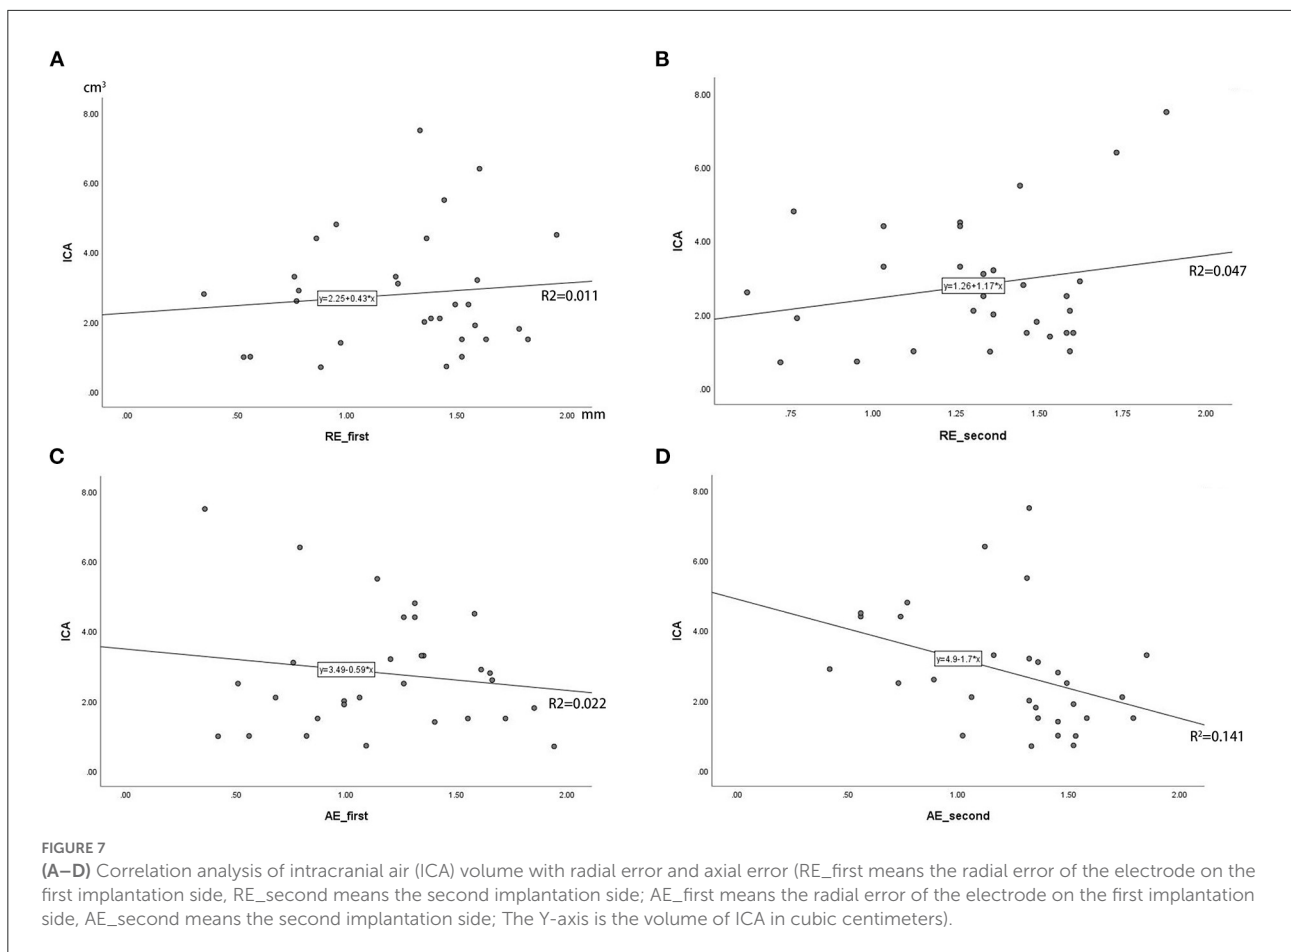 A
cm³
8.00
6.00
4.00
2.00
.00
ICA
y=2.25+0.43*x
R2=0.011
.00 .50 1.00 1.50 2.00 mm
RE_first
B
8.00
6.00
4.00
2.00
.00
ICA
y=1.26+1.17*x
R2=0.047
.75 1.00 1.25 1.50 1.75 2.00
RE_second
C
8.00
6.00
4.00
2.00
.00
ICA
y=3.49-0.59*x
R2=0.022
.00 .50 1.00 1.50 2.00
AE_first
D
8.00
6.00
4.00
2.00
.00
ICA
y=4.9-1.7*x
R²=0.141
.00 .50 1.00 1.50 2.00
AE_second
FIGURE 7
(A–D) Correlation analysis of intracranial air (ICA) volume with radial error and axial error (RE_first means the radial error of the electrode on the
first implantation side, RE_second means the second implantation side; AE_first means the radial error of the electrode on the first implantation
side, AE_second means the second implantation side; The Y-axis is the volume of ICA in cubic centimeters).